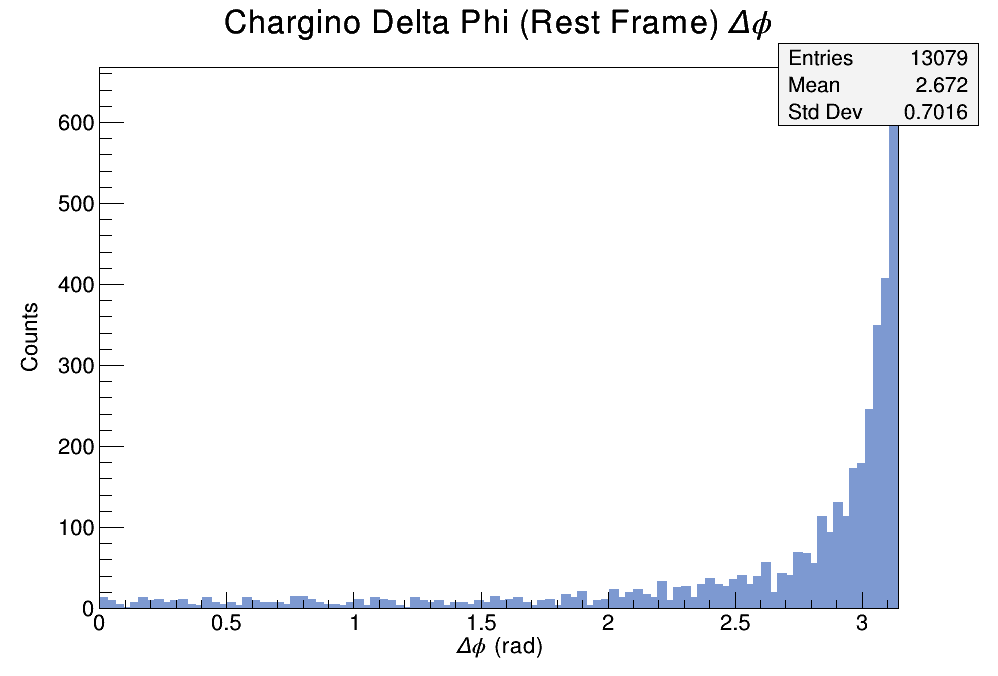 Chargino Delta Phi (Rest Frame) Δϕ
Entries 13079
Mean 2.672
Std Dev 0.7016
600
500
400
300
200
100
0
Counts
0 0.5 1 1.5 2 2.5 3
Δϕ (rad)